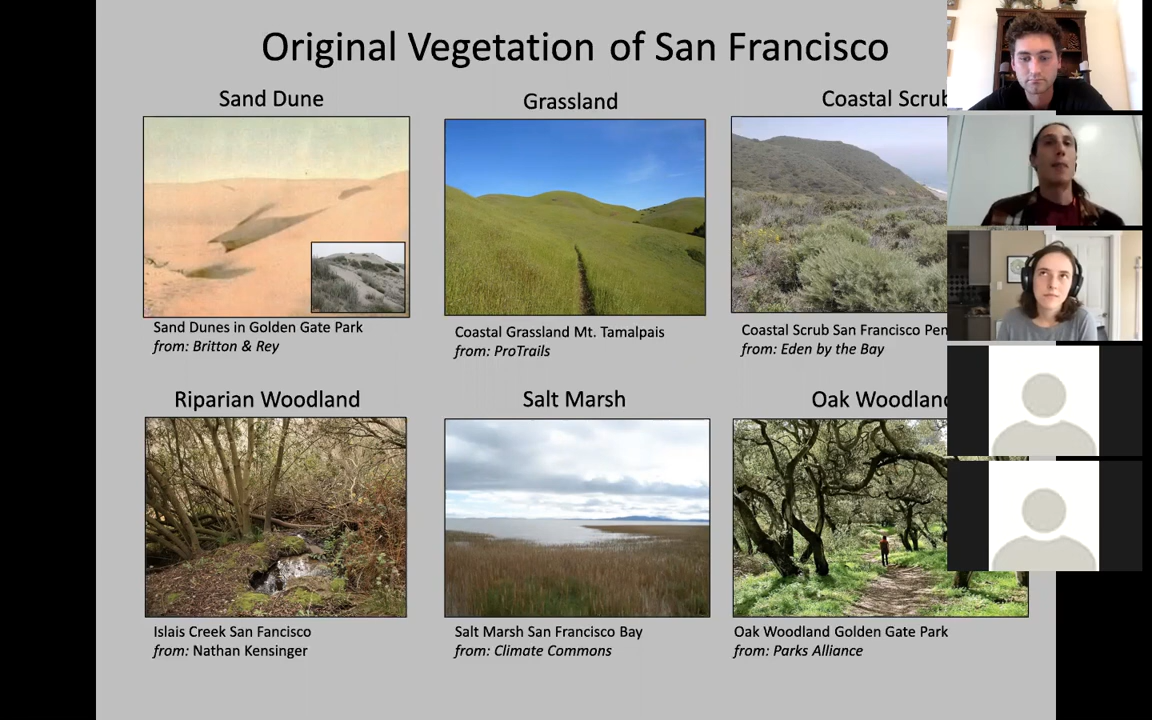 Original Vegetation of San Francisco
Sand Dune
Grassland
Coastal Scrub
Sand Dunes in Golden Gate Park
from: Britton & Rey
Coastal Grassland Mt. Tamalpais
from: ProTrails
Coastal Scrub San Francisco Pen
from: Eden by the Bay
Riparian Woodland
Salt Marsh
Oak Woodland
Islais Creek San Fancisco
from: Nathan Kensinger
Salt Marsh San Francisco Bay
from: Climate Commons
Oak Woodland Golden Gate Park
from: Parks Alliance